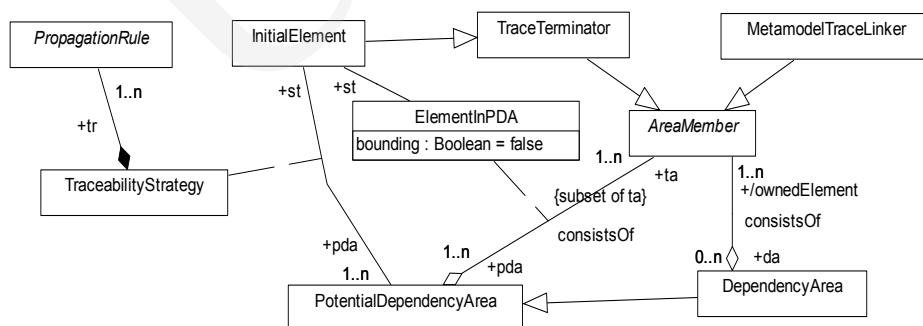 PropagationRule
InitialElement
TraceTerminator
MetamodelTraceLinker
+st
+st
1..n
+tr
ElementInPDA
bounding : Boolean = false
AreaMember
1..n
+ta
1..n
+/ownedElement
TraceabilityStrategy
{subset of ta}
consistsOf
consistsOf
+pda
1..n
1..n
+pda
0..n
+da
PotentialDependencyArea
DependencyArea